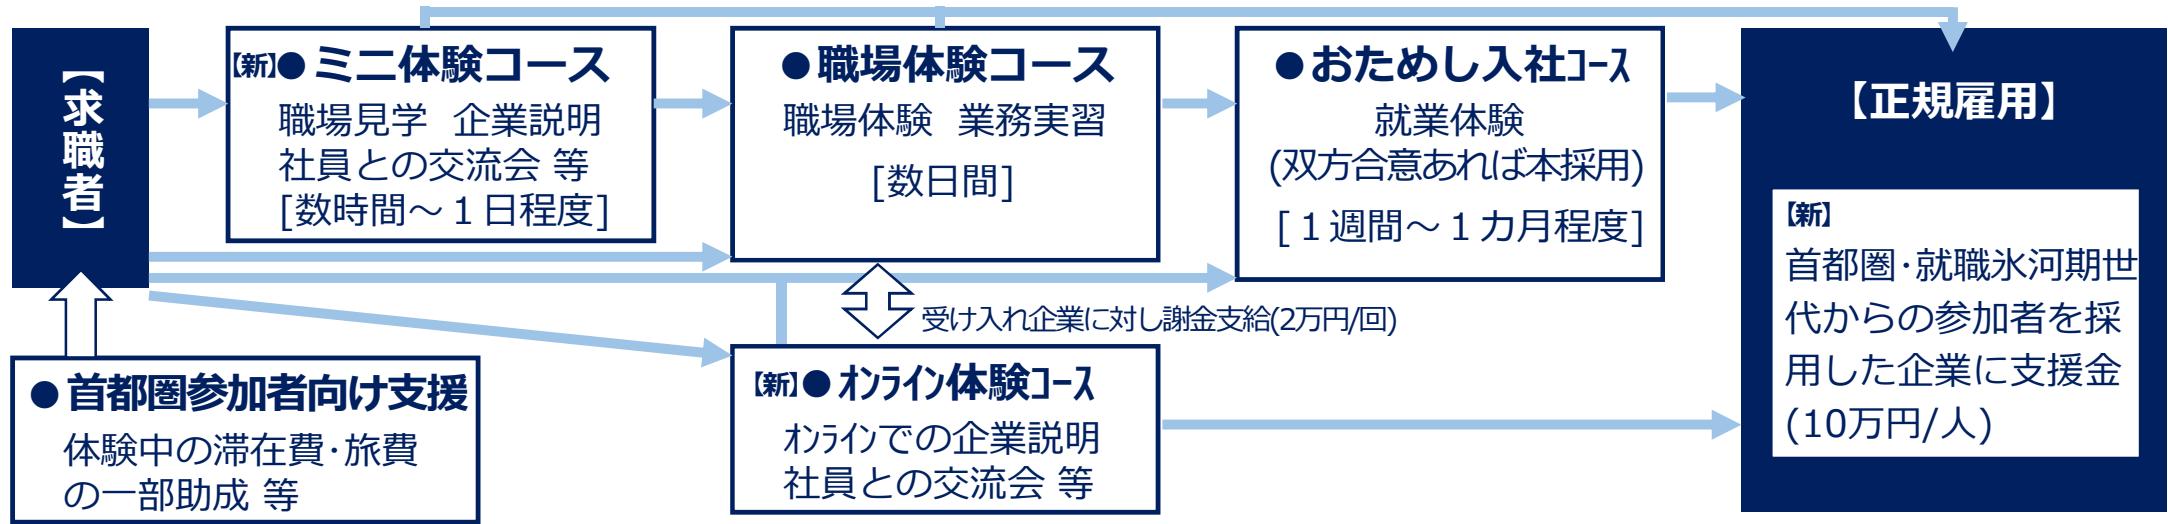 【求職者】
【新】●ミニ体験コース
職場見学　企業説明
社員との交流会 等
[数時間～１日程度]
●職場体験コース
職場体験　業務実習
[数日間]
●おためし入社ｺｰｽ
就業体験
(双方合意あれば本採用)
[１週間～１カ月程度]
【正規雇用】
【新】
首都圏･就職氷河期世
代からの参加者を採
用した企業に支援金
(10万円/人)
受け入れ企業に対し謝金支給(2万円/回)
●首都圏参加者向け支援
体験中の滞在費･旅費
の一部助成 等
【新】●ｵﾝﾗｲﾝ体験ｺｰｽ
ｵﾝﾗｲﾝでの企業説明
社員との交流会 等